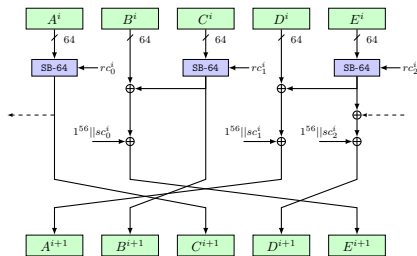 A^i B^i C^i D^i E^i
64 64 64 64 64
SB-64 rc_0^i SB-64 rc_1^i SB-64 rc_2^i
1^56||sc_0^i 1^56||sc_1^i 1^56||sc_2^i
A^{i+1} B^{i+1} C^{i+1} D^{i+1} E^{i+1}